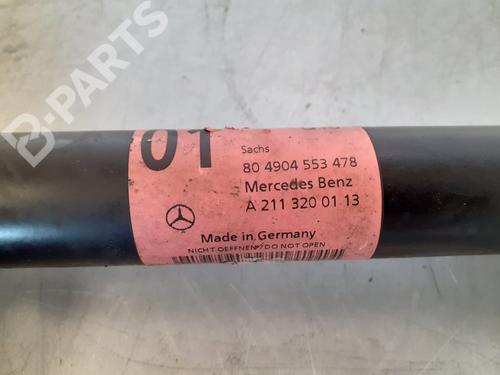 B-PARTS
01
Sachs
80 4904 553 478
Mercedes Benz
A 211 320 01 13
Made in Germany
NICHT OEFFNEN/DO NOT OPEN